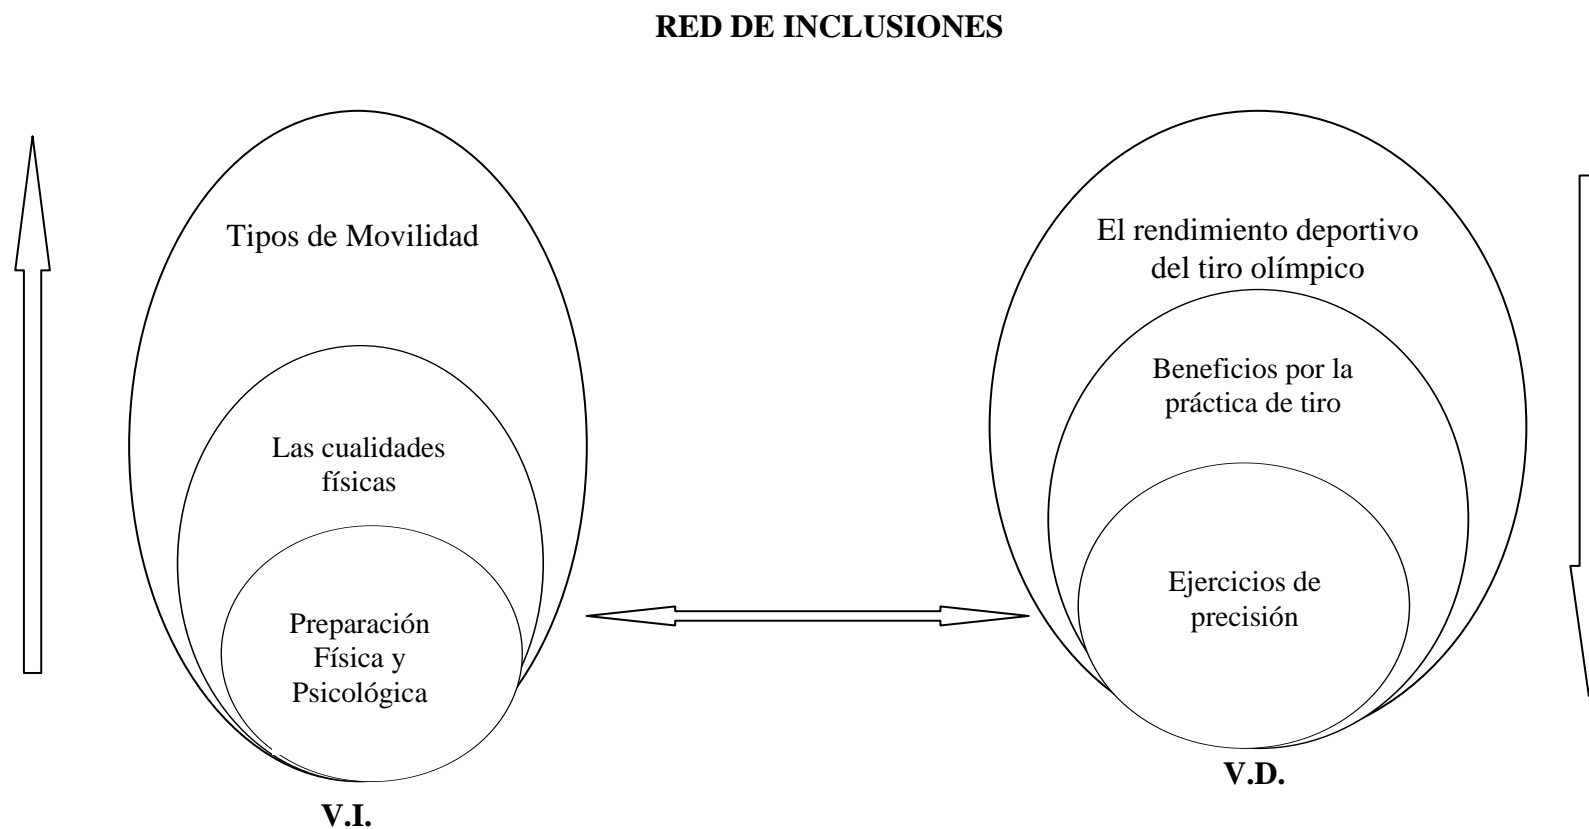 RED DE INCLUSIONES
Tipos de Movilidad
Las cualidades
físicas
Preparación
Física y
Psicológica
V.I.
El rendimiento deportivo
del tiro olímpico
Beneficios por la
práctica de tiro
Ejercicios de
precisión
V.D.